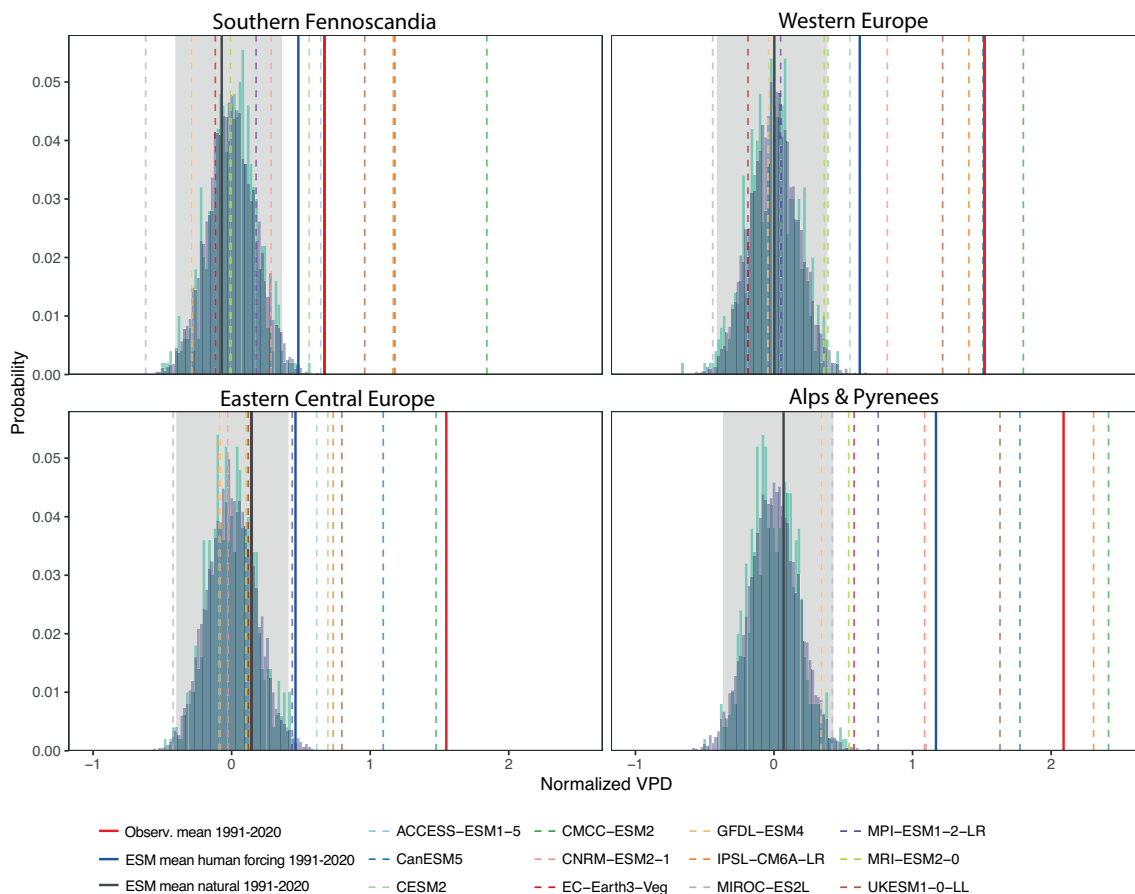 Southern Fennoscandia
Western Europe
0.05
0.04
0.03
0.02
0.01
0.00
Eastern Central Europe
Alps & Pyrenees
Probability
0.05
0.04
0.03
0.02
0.01
0.00
−1 0 1 2
−1 0 1 2
Normalized VPD
Observ. mean 1991-2020
ESM mean human forcing 1991-2020
ESM mean natural 1991-2020
ACCESS−ESM1−5
CanESM5
CESM2
CMCC−ESM2
CNRM−ESM2−1
EC−Earth3−Veg
GFDL−ESM4
IPSL−CM6A−LR
MIROC−ES2L
MPI−ESM1−2−LR
MRI−ESM2−0
UKESM1−0−LL